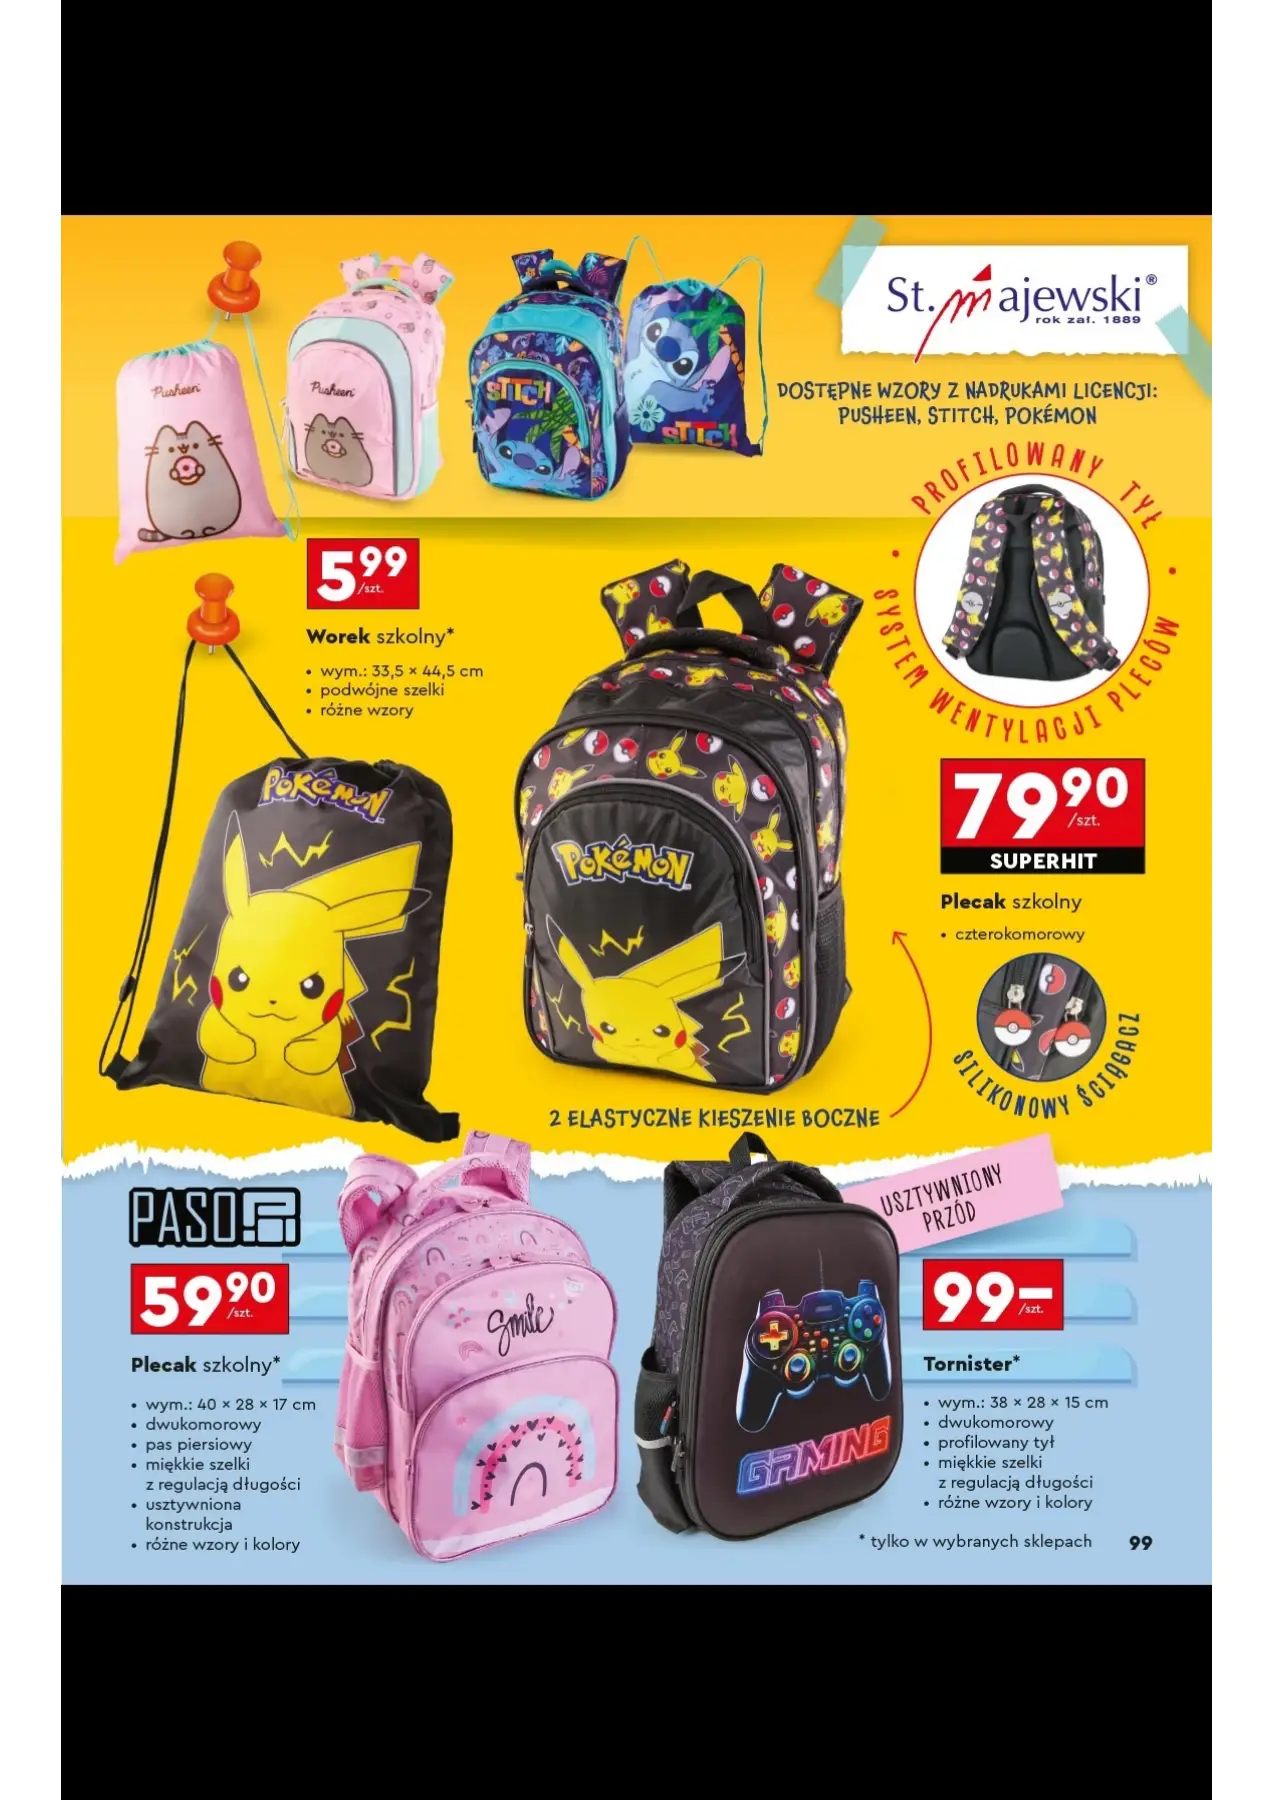 St. Majewski®
rok zał. 1889
Pusheen
Pusheen
STITCH
STITCH
DOSTĘPNE WZORY Z NADRUKAMI LICENCJI:
PUSHEEN, STITCH, POKÉMON
PROFILOWANY TYŁ
SYSTEM WENTYLACJI PLECÓW
5 99
/szt.
Worek szkolny*
• wym.: 33,5 × 44,5 cm
• podwójne szelki
• różne wzory
POKéMON
POKéMON
79 90
/szt.
SUPERHIT
Plecak szkolny
• czterokomorowy
SILIKONOWY ŚCIĄGACZ
2 ELASTYCZNE KIESZENIE BOCZNE
PASO
59 90
/szt.
Plecak szkolny*
• wym.: 40 × 28 × 17 cm
• dwukomorowy
• pas piersiowy
• miękkie szelki
z regulacją długości
• usztywniona
konstrukcja
• różne wzory i kolory
Smile
USZTYWNIONY
PRZÓD
GAMING
99–
/szt.
Tornister*
• wym.: 38 × 28 × 15 cm
• dwukomorowy
• profilowany tył
• miękkie szelki
z regulacją długości
• różne wzory i kolory
* tylko w wybranych sklepach 99